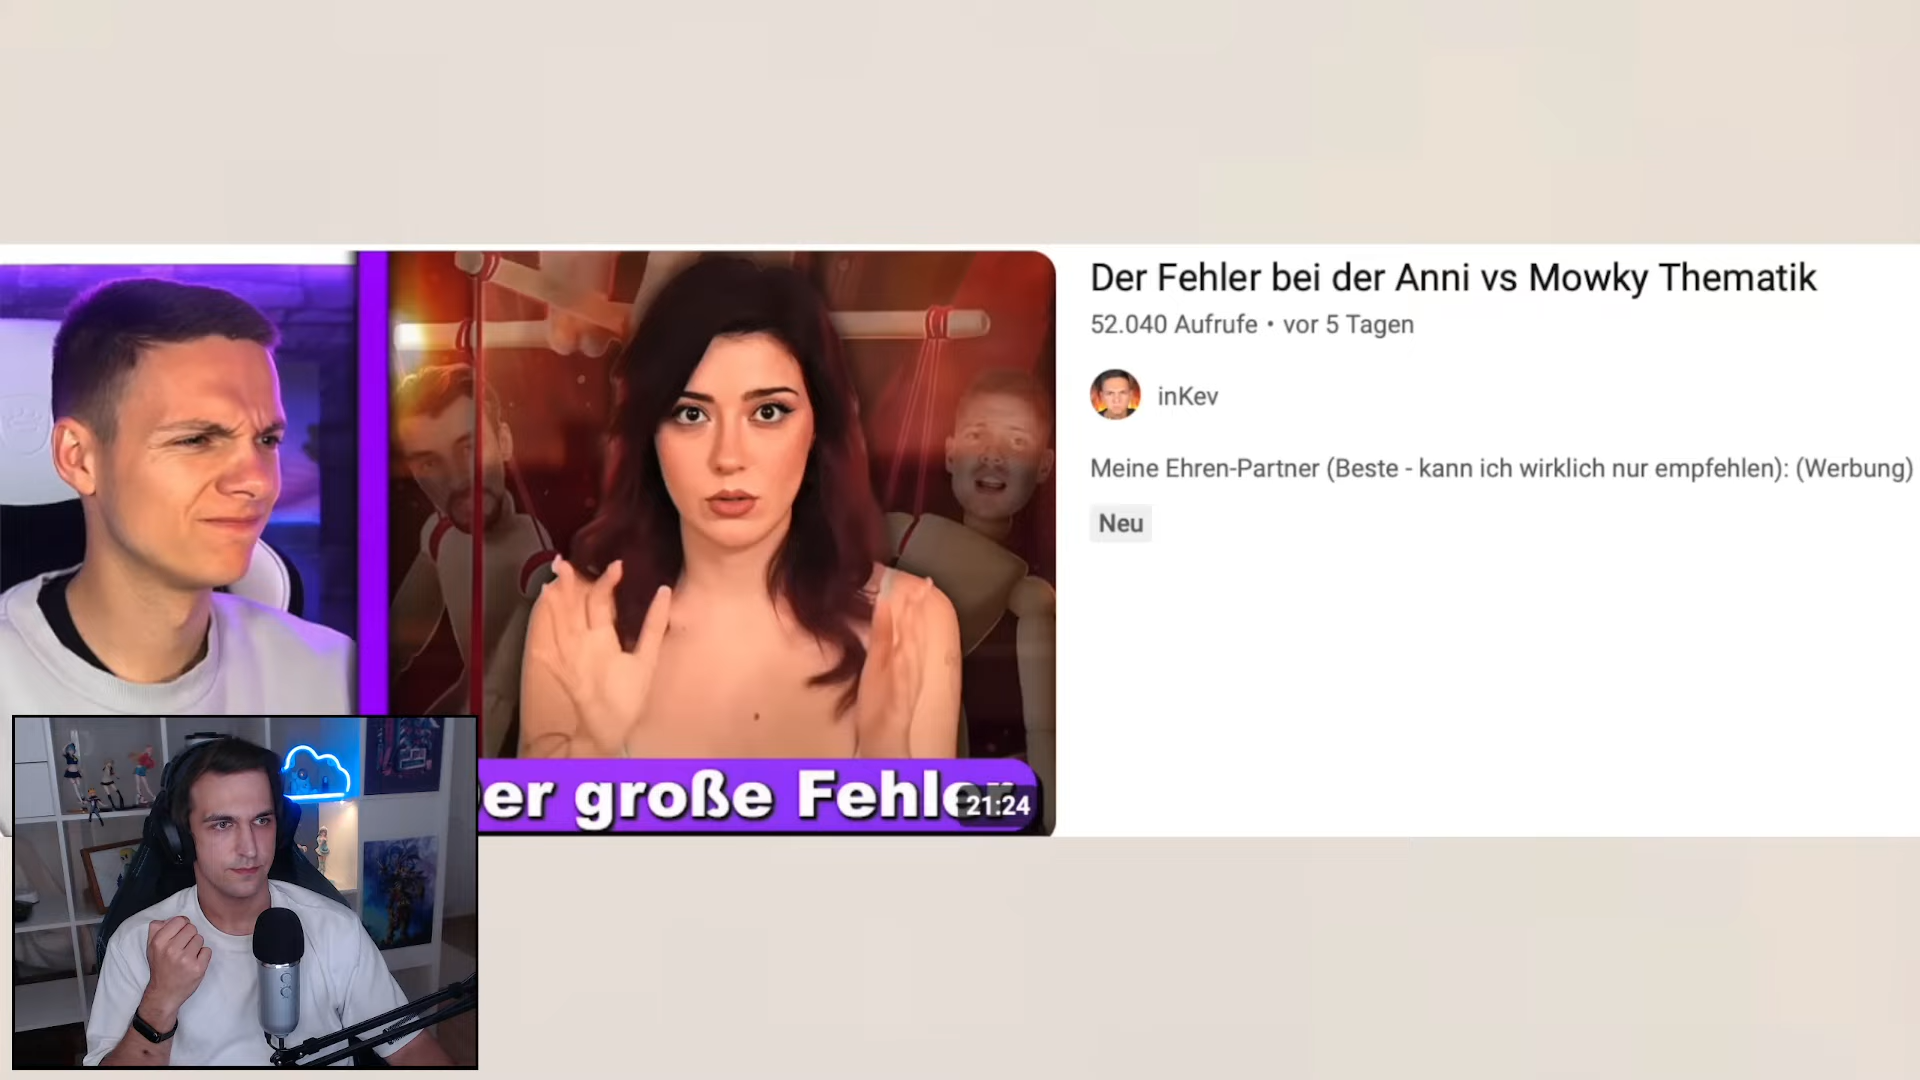 Der Fehler bei der Anni vs Mowky Thematik
52.040 Aufrufe • vor 5 Tagen
inKev
Meine Ehren-Partner (Beste - kann ich wirklich nur empfehlen): (Werbung)
Neu
er große Fehler
21:24